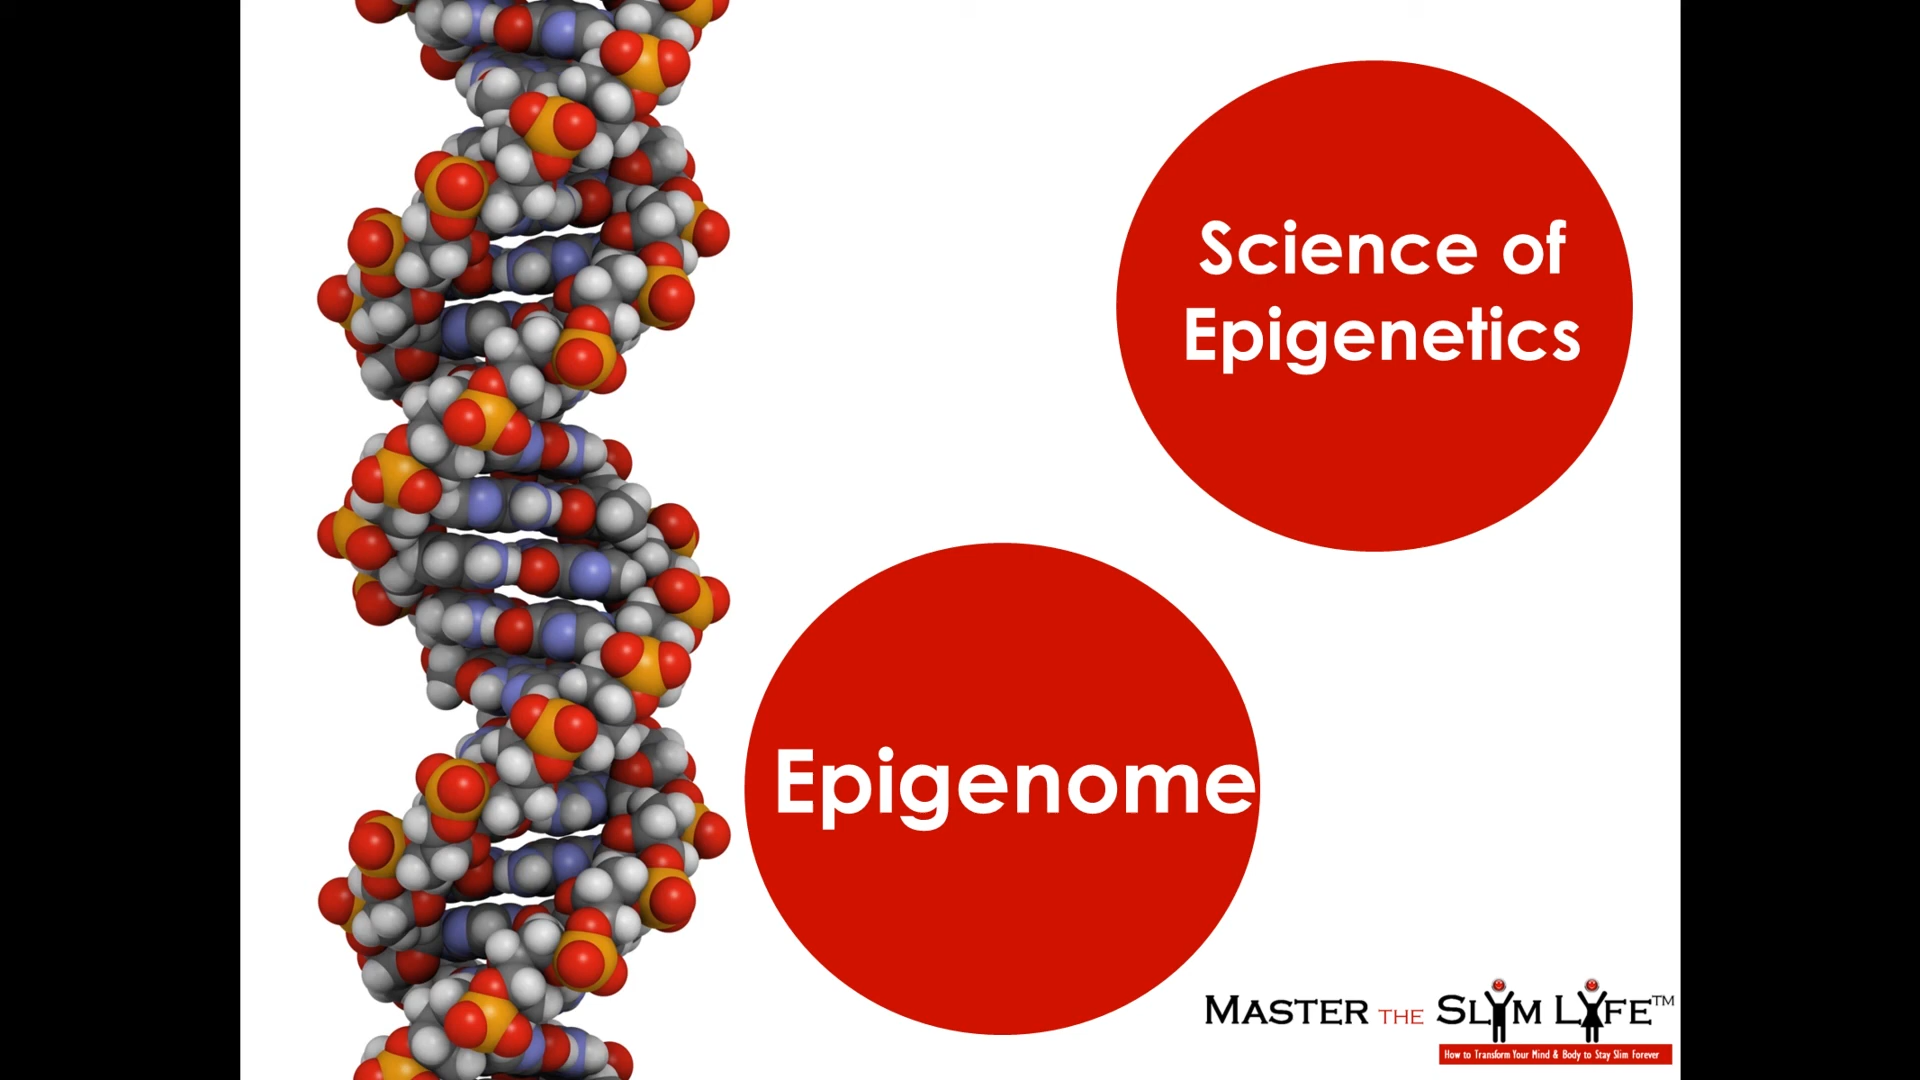 Science of
Epigenetics
Epigenome
MASTER THE SLYM LYFE™
How to Transform Your Mind & Body to Stay Slim Forever